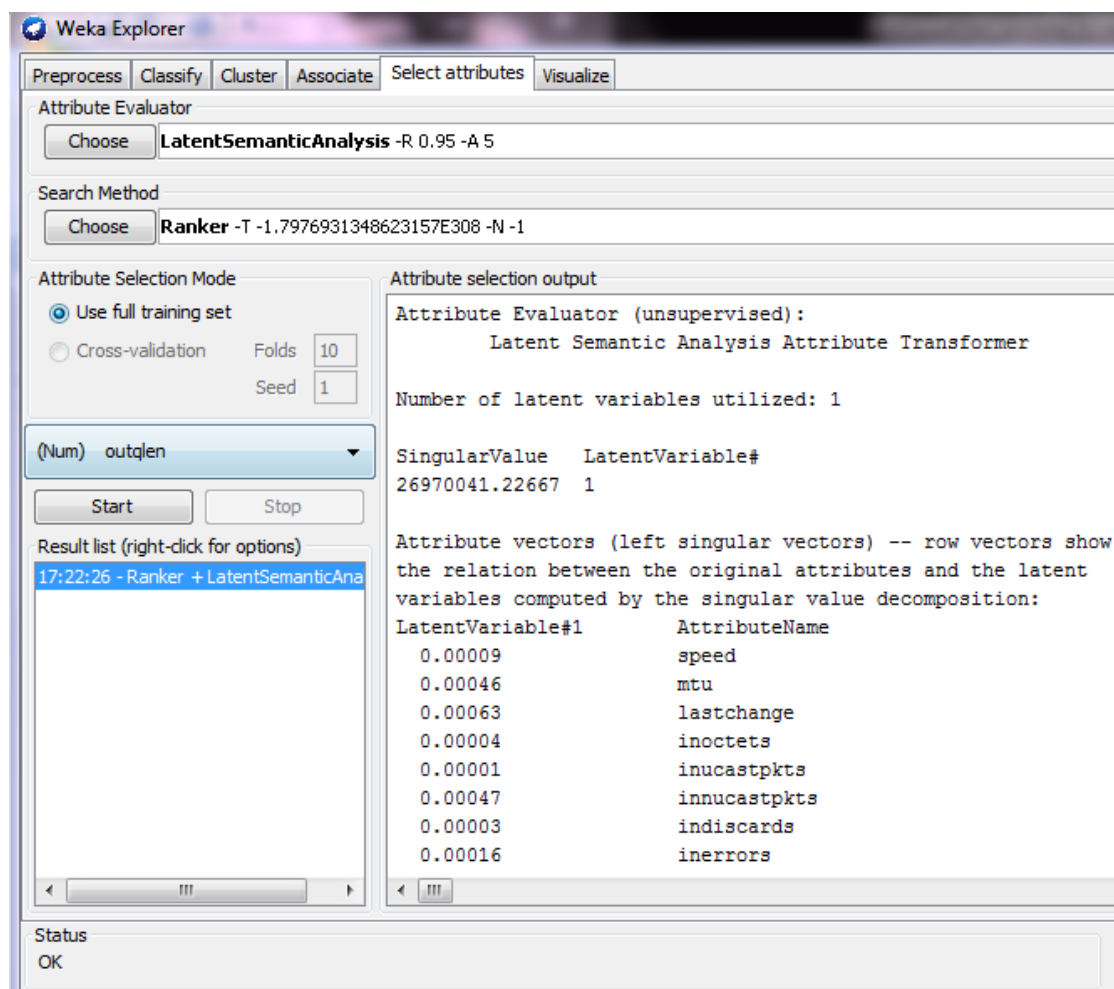 Weka Explorer
Preprocess Classify Cluster Associate Select attributes Visualize
Attribute Evaluator
Choose LatentSemanticAnalysis -R 0.95 -A 5
Search Method
Choose Ranker -T -1.7976931348623157E308 -N -1
Attribute Selection Mode
Use full training set
Cross-validation Folds 10
Seed 1
(Num) outqlen
Start Stop
Result list (right-click for options)
17:22:26 - Ranker + LatentSemanticAna
Attribute selection output
Attribute Evaluator (unsupervised):
Latent Semantic Analysis Attribute Transformer
Number of latent variables utilized: 1
SingularValue LatentVariable#
26970041.22667 1
Attribute vectors (left singular vectors) -- row vectors show
the relation between the original attributes and the latent
variables computed by the singular value decomposition:
LatentVariable#1 AttributeName
0.00009 speed
0.00046 mtu
0.00063 lastchange
0.00004 inoctets
0.00001 inucastpkts
0.00047 innucastpkts
0.00003 indiscards
0.00016 inerrors
Status
OK